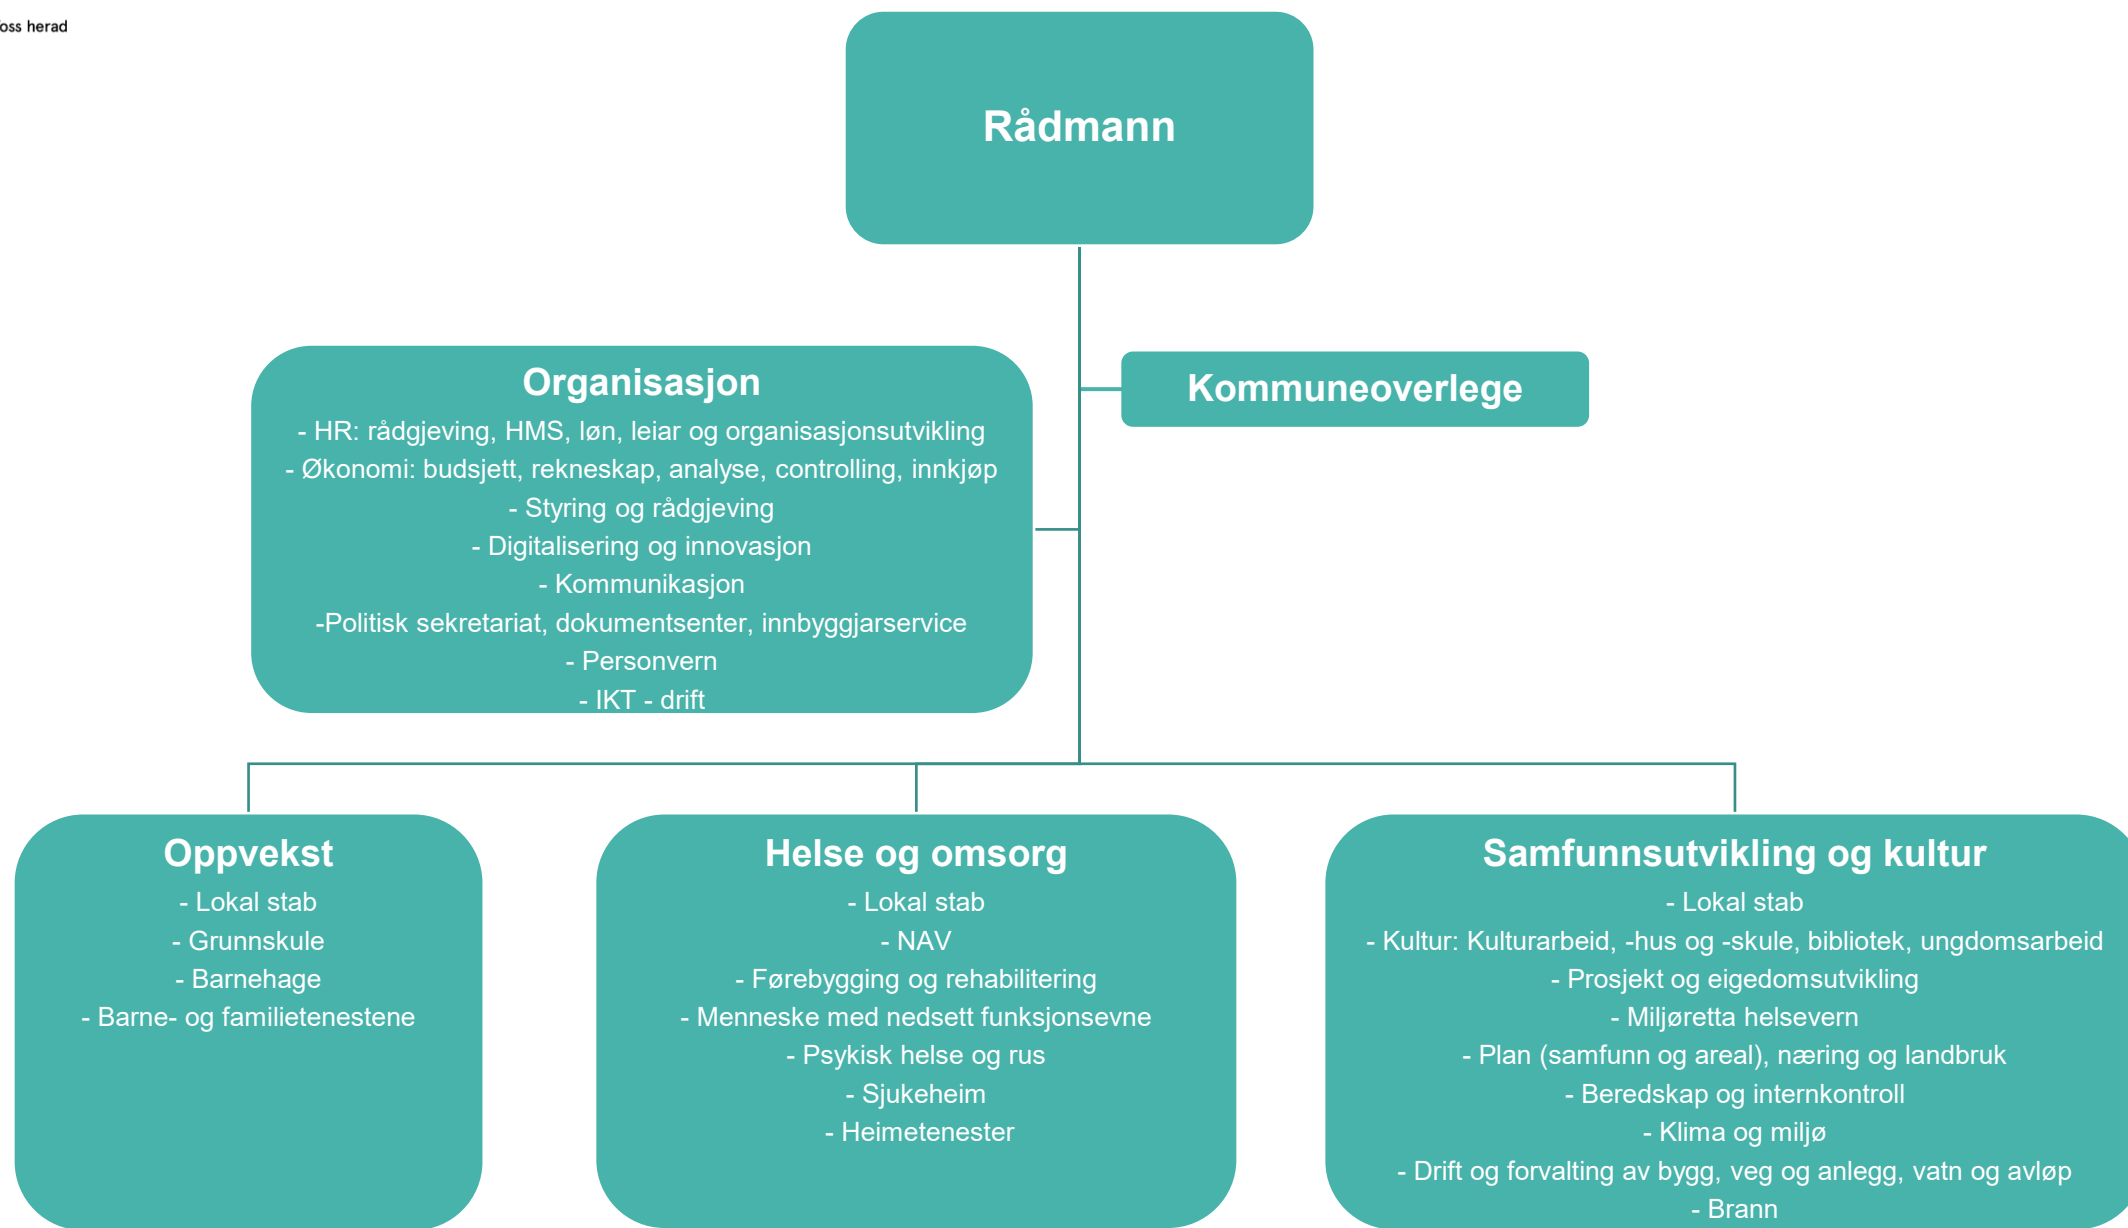 oss herad
Rådmann
Organisasjon
- HR: rådgjeving, HMS, løn, leiar og organisasjonsutvikling
- Økonomi: budsjett, rekneskap, analyse, controlling, innkjøp
- Styring og rådgjeving
- Digitalisering og innovasjon
- Kommunikasjon
-Politisk sekretariat, dokumentsenter, innbyggjarservice
- Personvern
- IKT - drift
Kommuneoverlege
Oppvekst
- Lokal stab
- Grunnskule
- Barnehage
- Barne- og familietenestene
Helse og omsorg
- Lokal stab
- NAV
- Førebygging og rehabilitering
- Menneske med nedsett funksjonsevne
- Psykisk helse og rus
- Sjukeheim
- Heimetenester
Samfunnsutvikling og kultur
- Lokal stab
- Kultur: Kulturarbeid, -hus og -skule, bibliotek, ungdomsarbeid
- Prosjekt og eigedomsutvikling
- Miljøretta helsevern
- Plan (samfunn og areal), næring og landbruk
- Beredskap og internkontroll
- Klima og miljø
- Drift og forvalting av bygg, veg og anlegg, vatn og avløp
- Brann